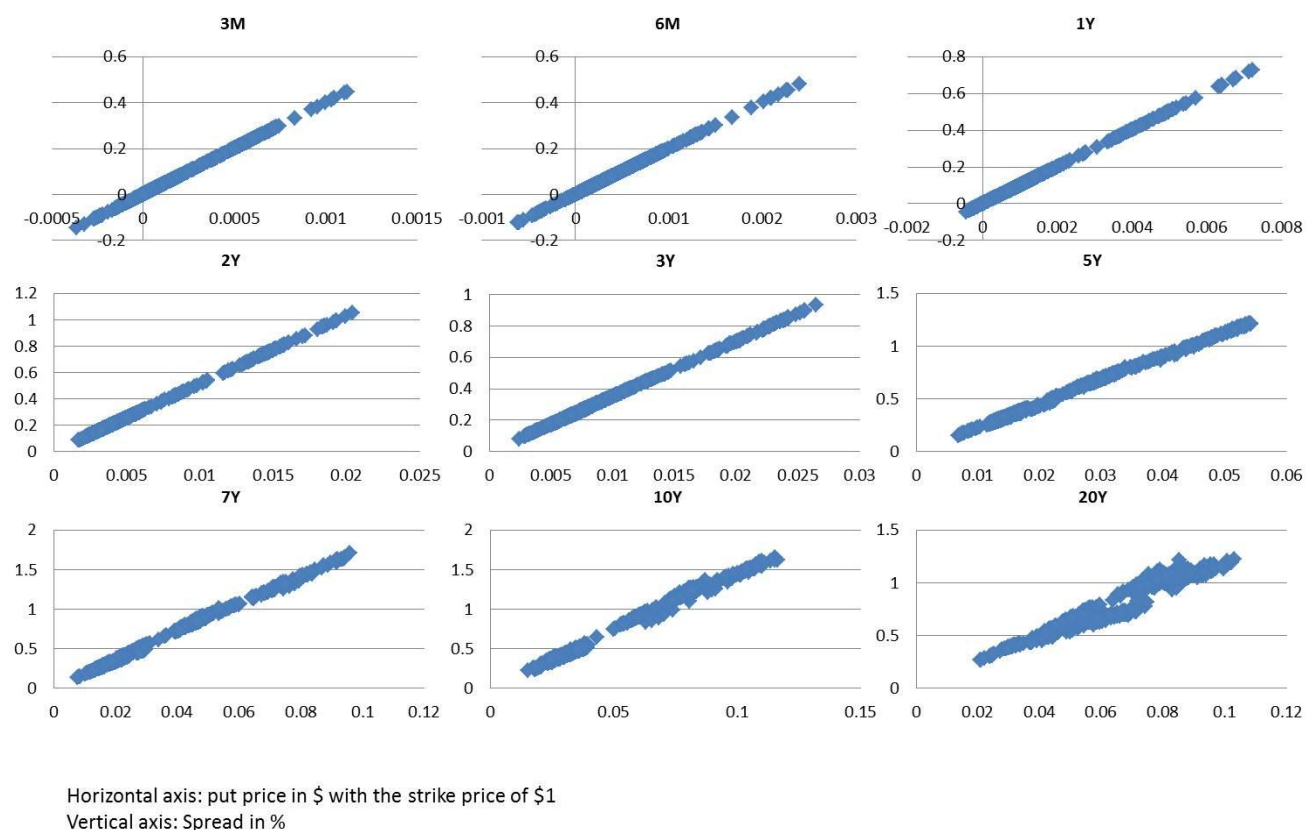 3M
0.6
0.4
0.2
0
-0.0005 0 0.0005 0.001 0.0015
-0.2
6M
0.6
0.4
0.2
0
-0.001 0 0.001 0.002 0.003
-0.2
1Y
0.8
0.6
0.4
0.2
0
-0.002 0 0.002 0.004 0.006 0.008
-0.2
2Y
1.2
1
0.8
0.6
0.4
0.2
0
0 0.005 0.01 0.015 0.02 0.025
3Y
1
0.8
0.6
0.4
0.2
0
0 0.005 0.01 0.015 0.02 0.025 0.03
5Y
1.5
1
0.5
0
0 0.01 0.02 0.03 0.04 0.05 0.06
7Y
2
1.5
1
0.5
0
0 0.02 0.04 0.06 0.08 0.1 0.12
10Y
2
1.5
1
0.5
0
0 0.05 0.1 0.15
20Y
1.5
1
0.5
0
0 0.02 0.04 0.06 0.08 0.1 0.12
Horizontal axis: put price in $ with the strike price of $1
Vertical axis: Spread in %